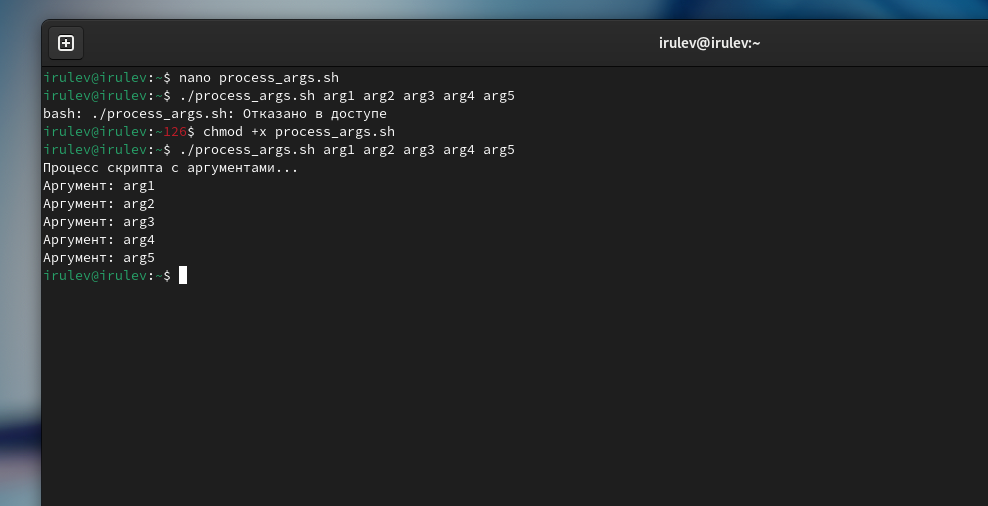 irulev@irulev:~
irulev@irulev:~$ nano process_args.sh
irulev@irulev:~$ ./process_args.sh arg1 arg2 arg3 arg4 arg5
bash: ./process_args.sh: Отказано в доступе
irulev@irulev:~126$ chmod +x process_args.sh
irulev@irulev:~$ ./process_args.sh arg1 arg2 arg3 arg4 arg5
Процесс скрипта с аргументами...
Аргумент: arg1
Аргумент: arg2
Аргумент: arg3
Аргумент: arg4
Аргумент: arg5
irulev@irulev:~$